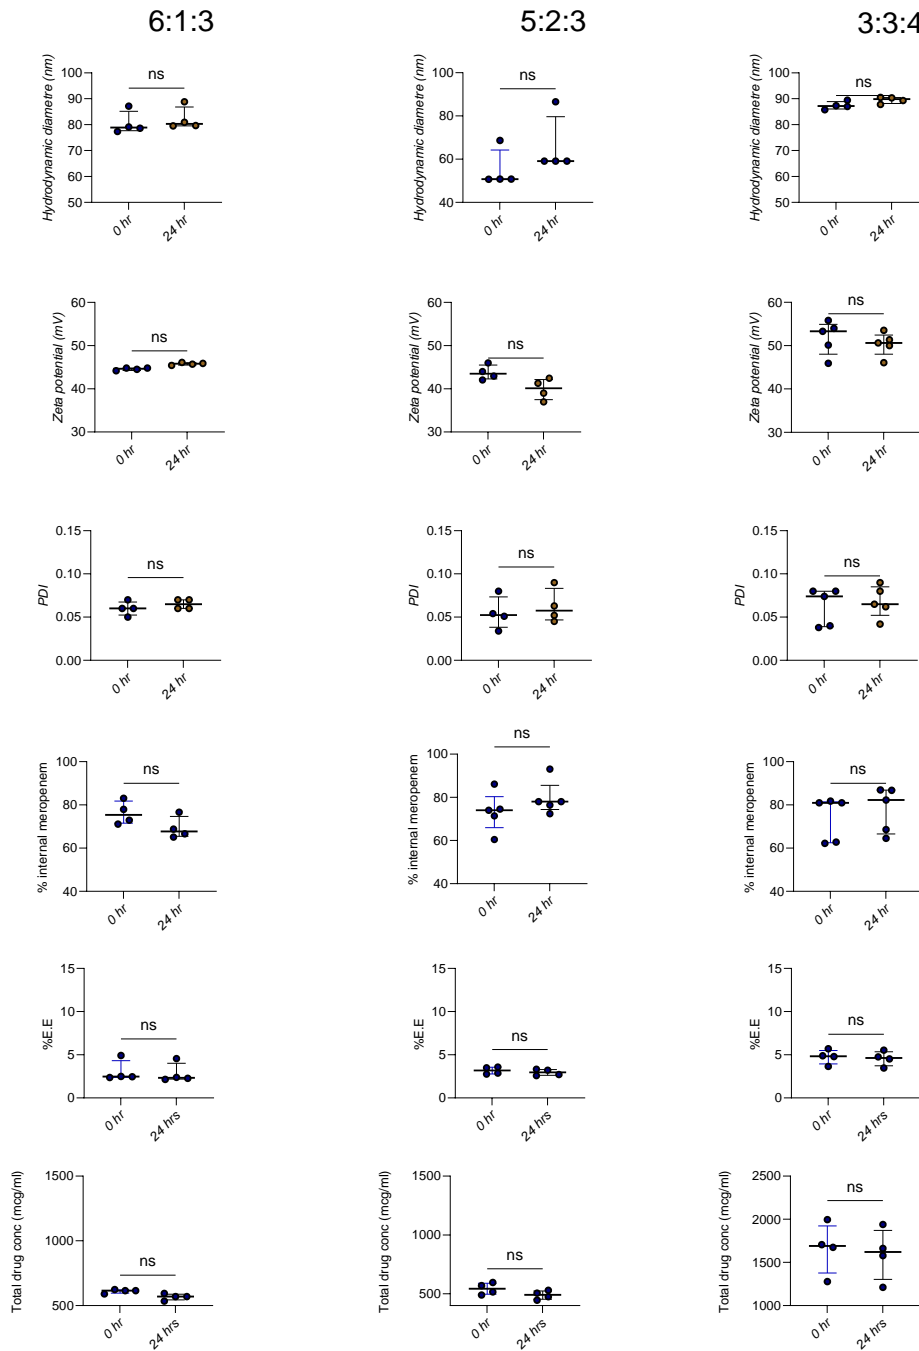 6:1:3
5:2:3
3:3:4
Hydrodynamic diametre (nm)
100
90
80
70
60
50
ns
0 hr
24 hr
Hydrodynamic diametre (nm)
100
80
60
40
ns
0 hr
24 hr
Hydrodynamic diametre (nm)
100
90
80
70
60
50
ns
0 hr
24 hr
Zeta potential (mV)
60
50
40
30
ns
0 hr
24 hr
Zeta potential (mV)
60
50
40
30
ns
0 hr
24 hr
Zeta potential (mV)
60
50
40
30
ns
0 hr
24 hr
PDI
0.15
0.10
0.05
0.00
ns
0 hr
24 hr
PDI
0.15
0.10
0.05
0.00
ns
0 hr
24 hr
PDI
0.15
0.10
0.05
0.00
ns
0 hr
24 hr
% internal meropenem
100
80
60
40
ns
0 hr
24 hr
% internal meropenem
100
80
60
40
ns
0 hr
24 hr
% internal meropenem
100
80
60
40
ns
0 hr
24 hr
%E.E
15
10
5
0
ns
0 hr
24 hrs
%E.E
15
10
5
0
ns
0 hr
24 hrs
%E.E
15
10
5
0
ns
0 hr
24 hrs
Total drug conc (mcg/ml)
1500
1000
500
ns
0 hr
24 hrs
Total drug conc (mcg/ml)
1500
1000
500
ns
0 hr
24 hrs
Total drug conc (mcg/ml)
2500
2000
1500
1000
ns
0 hr
24 hrs